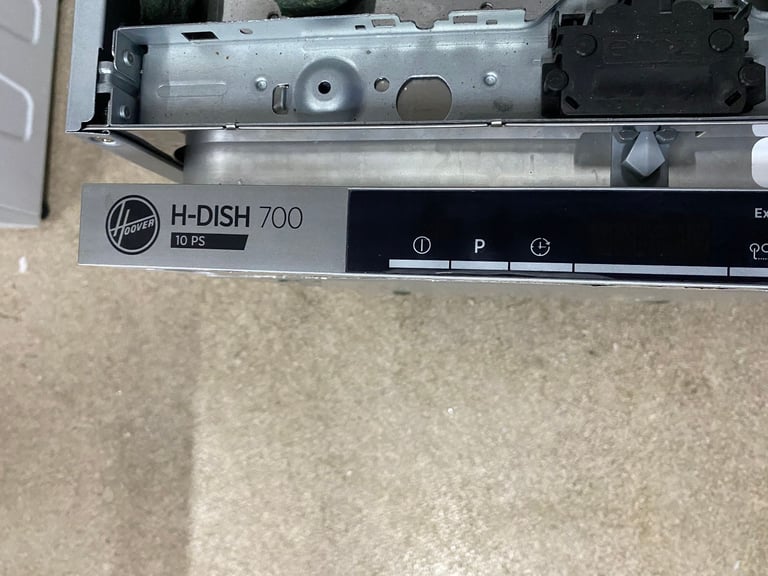 HOOVER
H-DISH 700
10 PS
P
Ex